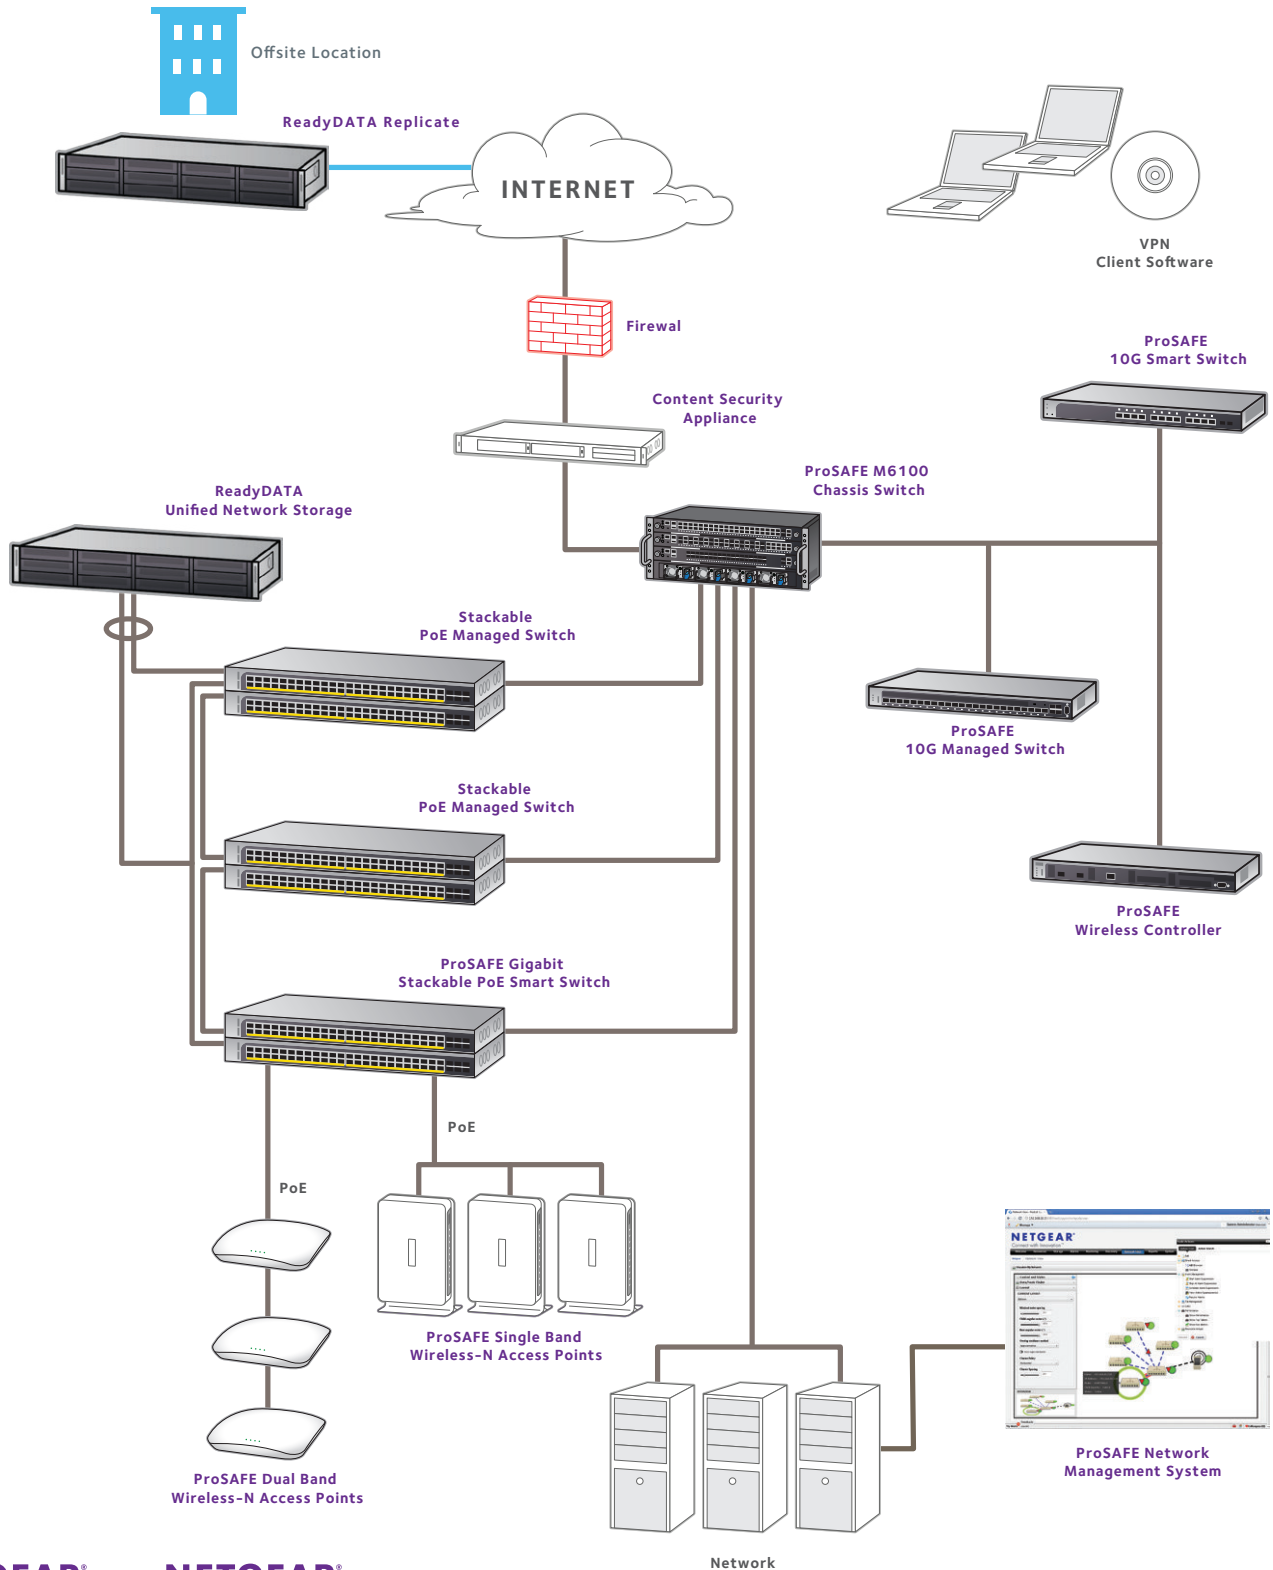 Offsite Location
ReadyDATA Replicate
INTERNET
VPN
Client Software
Firewal
ProSAFE
10G Smart Switch
Content Security
Appliance
ProSAFE M6100
Chassis Switch
ReadyDATA
Unified Network Storage
Stackable
PoE Managed Switch
ProSAFE
10G Managed Switch
Stackable
PoE Managed Switch
ProSAFE
Wireless Controller
ProSAFE Gigabit
Stackable PoE Smart Switch
PoE
PoE
NETGEAR®
ProSAFE Single Band
Wireless-N Access Points
ProSAFE Network
Management System
ProSAFE Dual Band
Wireless-N Access Points
Network
GEAR®
NETGEAR®